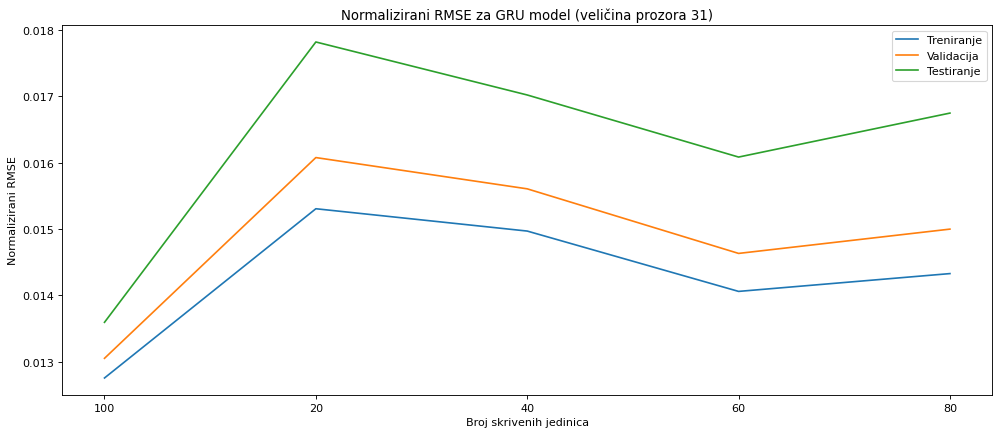 Normalizirani RMSE za GRU model (veličina prozora 31)
Treniranje
Validacija
Testiranje
Normalizirani RMSE
0.018
0.017
0.016
0.015
0.014
0.013
100 20 40 60 80
Broj skrivenih jedinica